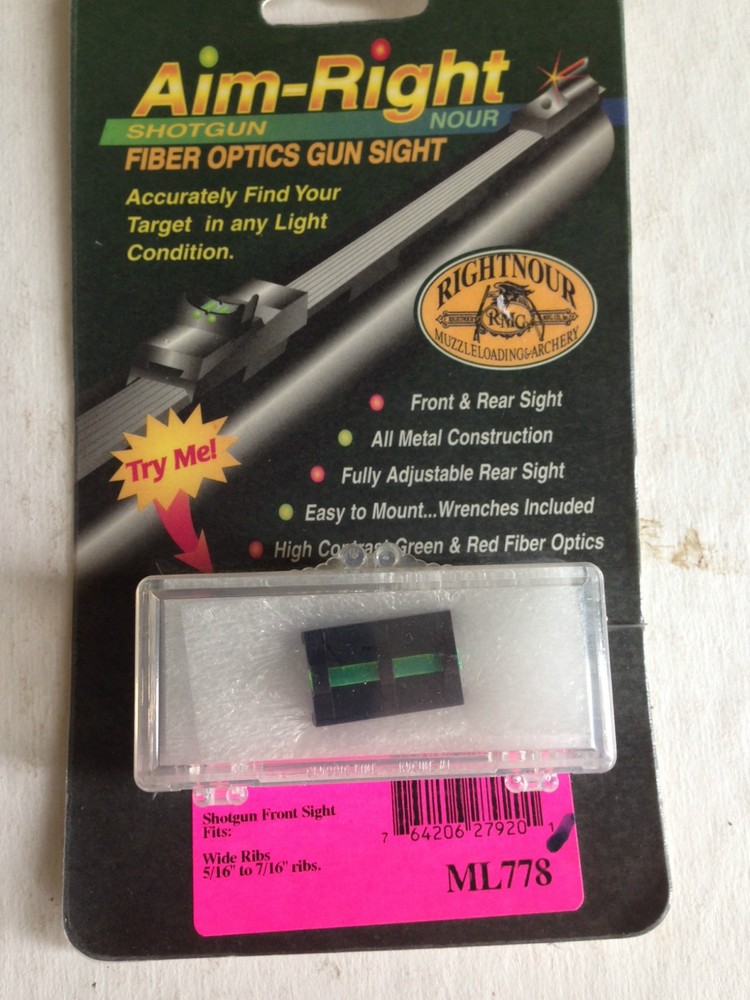 Aim-Right
SHOTGUN NOUR
FIBER OPTICS GUN SIGHT
Accurately Find Your
Target in any Light
Condition.
RIGHTNOUR
RMG
MUZZLELOADING & ARCHERY
Front & Rear Sight
All Metal Construction
Try Me!
Fully Adjustable Rear Sight
Easy to Mount...Wrenches Included
High Contrast Green & Red Fiber Optics
Shotgun Front Sight
Fits:
Wide Ribs
5/16" to 7/16" ribs.
7 64206 27920 1
ML778